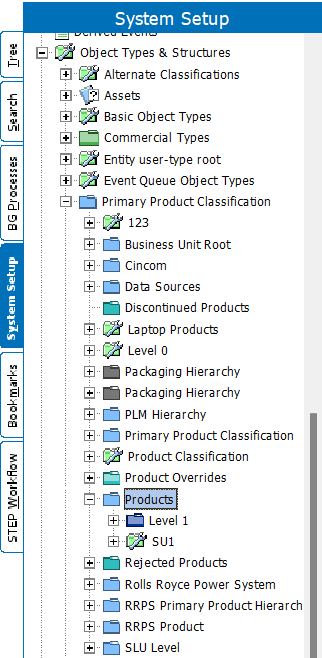 System Setup
Derived Events
Object Types & Structures
Alternate Classifications
Assets
Basic Object Types
Commercial Types
Entity user-type root
Event Queue Object Types
Primary Product Classification
123
Business Unit Root
Cincom
Data Sources
Discontinued Products
Laptop Products
Level 0
Packaging Hierarchy
Packaging Hierarchy
PLM Hierarchy
Primary Product Classification
Product Classification
Product Overrides
Products
Level 1
SU1
Rejected Products
Rolls Royce Power System
RRPS Primary Product Hierarch
RRPS Product
SLU Level
Tree
Search
BG Processes
System Setup
Bookmarks
STEP Workflow